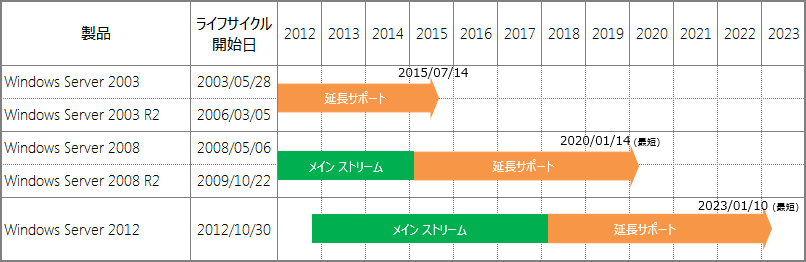 製品
ライフサイクル
開始日
2012 2013 2014 2015 2016 2017 2018 2019 2020 2021 2022 2023
Windows Server 2003 2003/05/28
2015/07/14
延長サポート
Windows Server 2003 R2 2006/03/05
Windows Server 2008 2008/05/06
2020/01/14 (最短)
メイン ストリーム 延長サポート
Windows Server 2008 R2 2009/10/22
2023/01/10 (最短)
Windows Server 2012 2012/10/30 メイン ストリーム 延長サポート